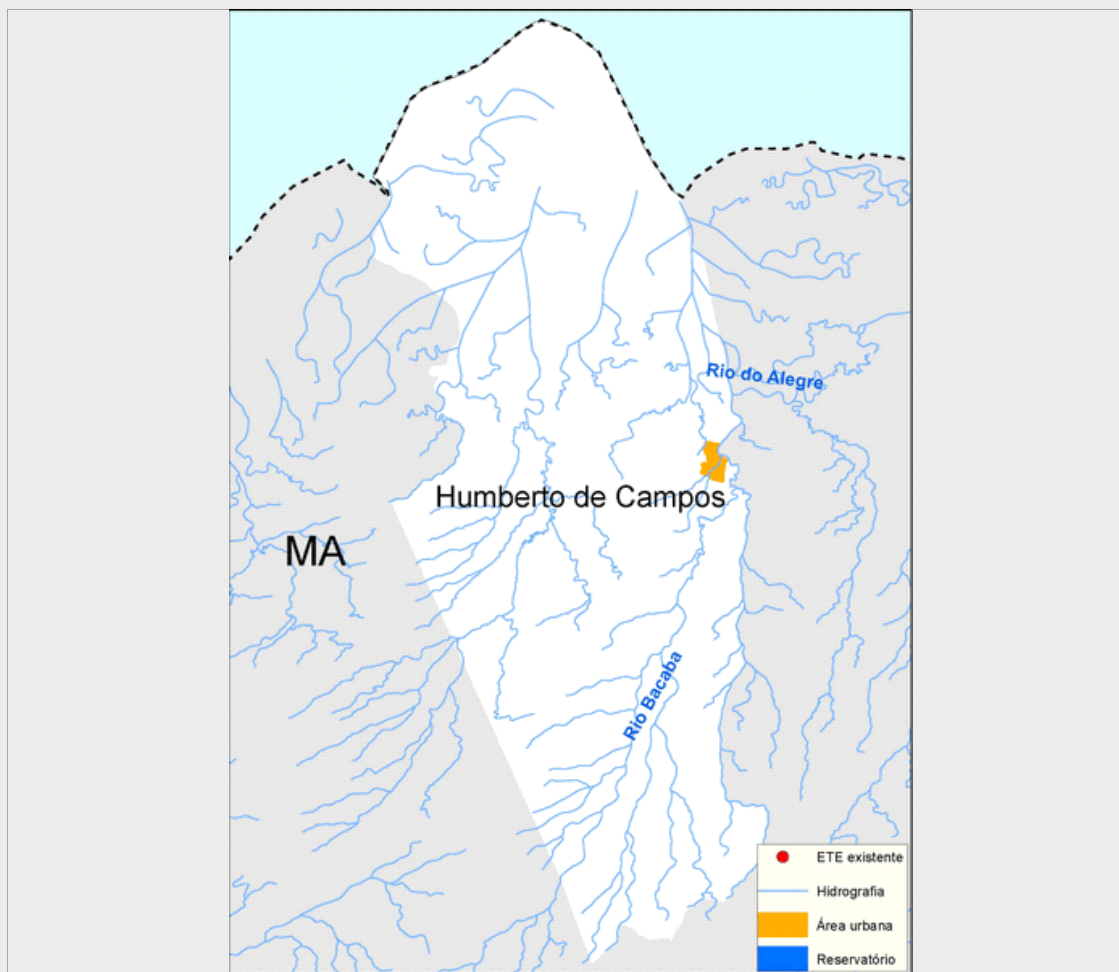 Rio do Alegre
Humberto de Campos
MA
Rio Bacaba
ETE existente
Hidrografia
Área urbana
Reservatório